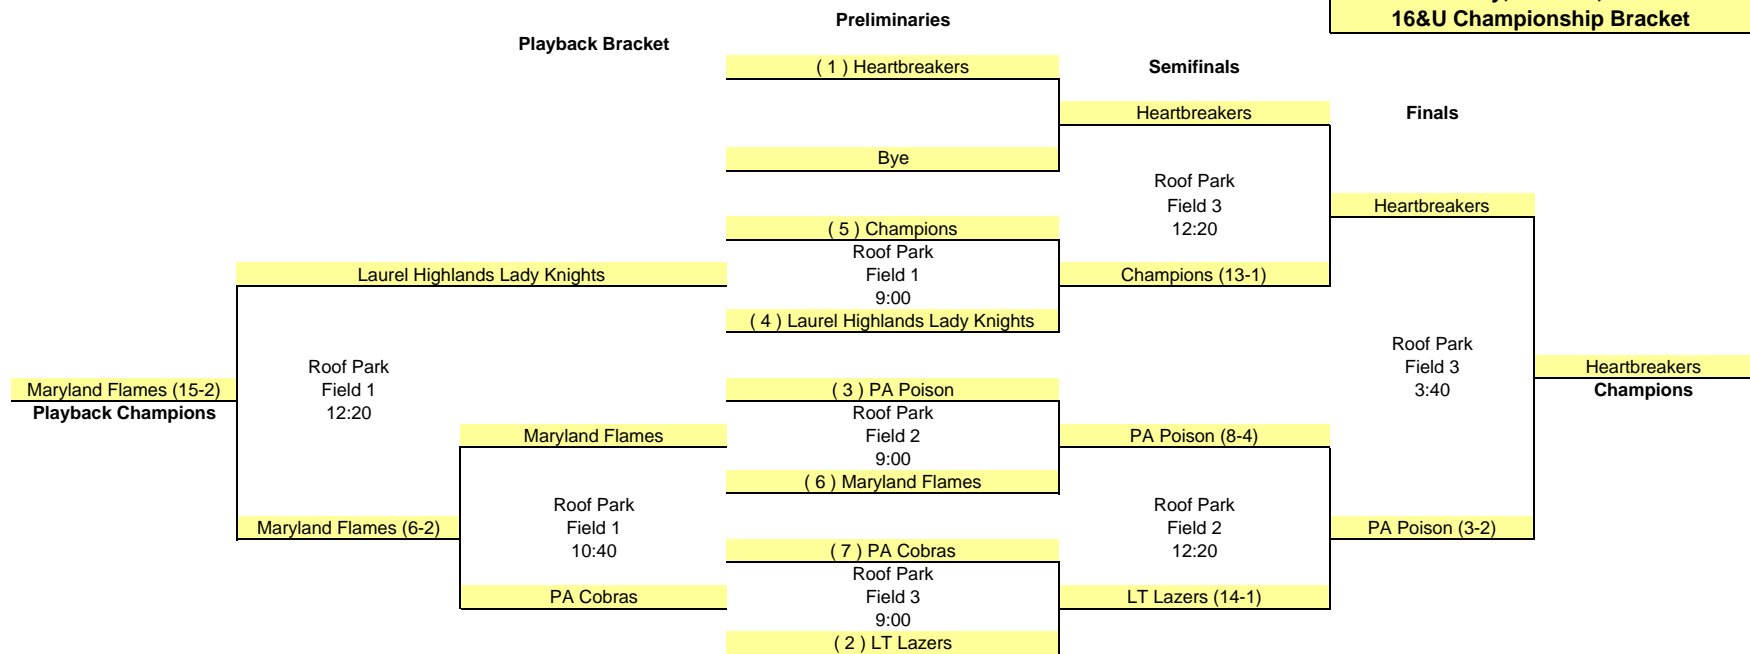 16&U Championship Bracket
Preliminaries
Playback Bracket
( 1 ) Heartbreakers
Semifinals
Heartbreakers
Finals
Bye
Roof Park
Field 3
12:20
Heartbreakers
( 5 ) Champions
Roof Park
Field 1
9:00
Laurel Highlands Lady Knights
Champions (13-1)
( 4 ) Laurel Highlands Lady Knights
Roof Park
Field 1
12:20
Roof Park
Field 3
3:40
Maryland Flames (15-2)
Playback Champions
( 3 ) PA Poison
Heartbreakers
Champions
Roof Park
Field 2
9:00
Maryland Flames
PA Poison (8-4)
( 6 ) Maryland Flames
Roof Park
Field 1
10:40
Roof Park
Field 2
12:20
Maryland Flames (6-2)
PA Poison (3-2)
( 7 ) PA Cobras
Roof Park
Field 3
9:00
PA Cobras
LT Lazers (14-1)
( 2 ) LT Lazers